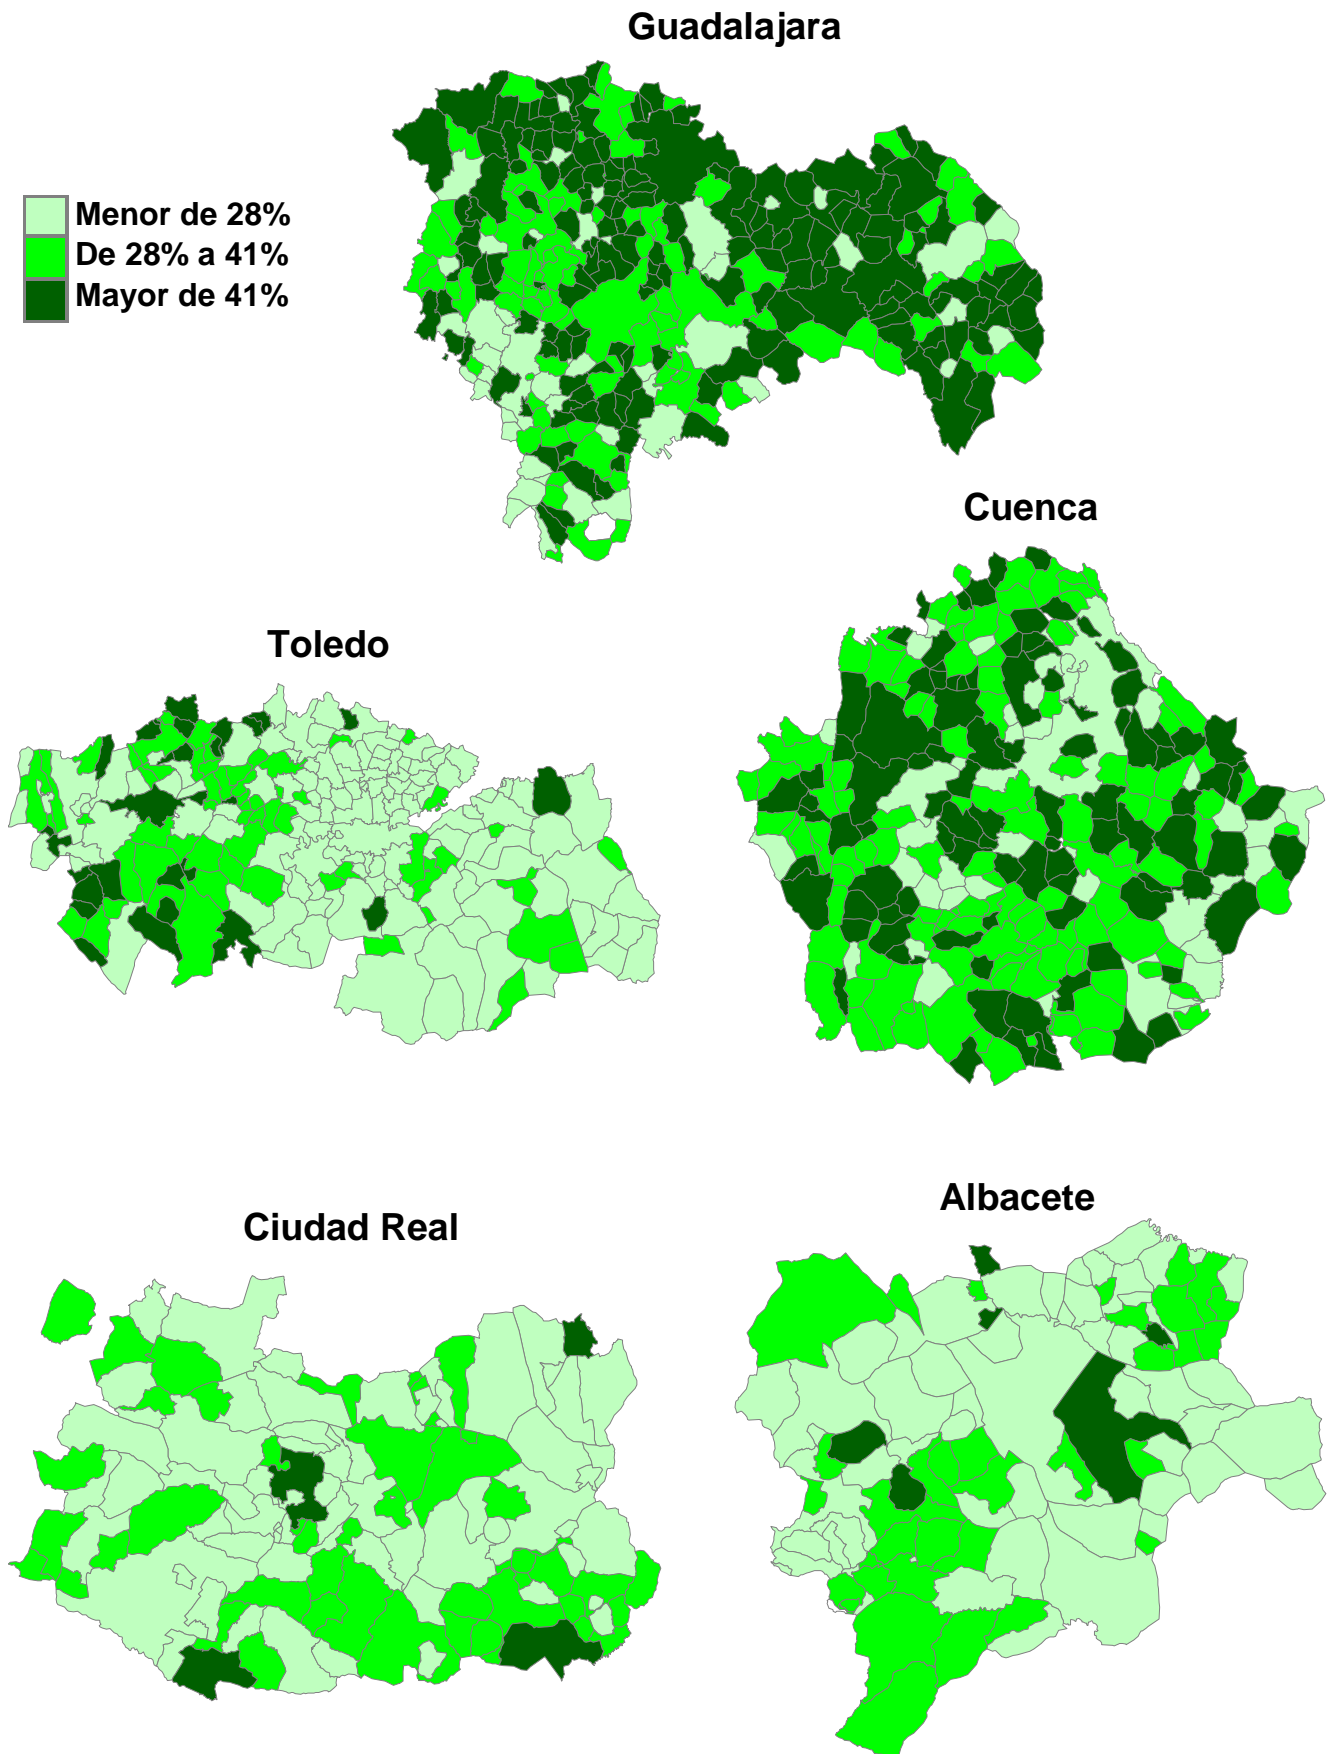 Guadalajara
Menor de 28%
De 28% a 41%
Mayor de 41%
Cuenca
Toledo
Albacete
Ciudad Real